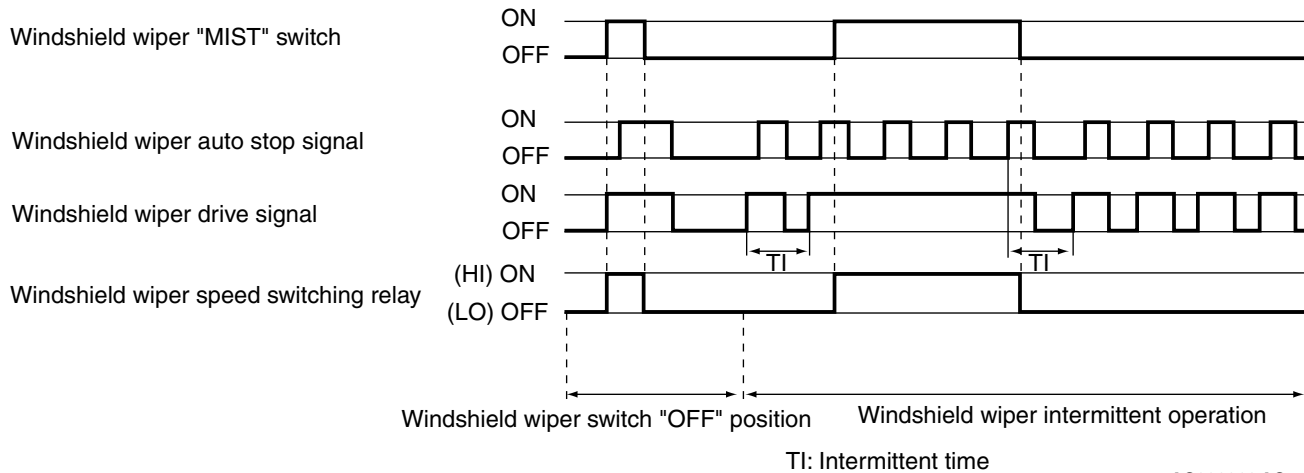 Windshield wiper "MIST" switch
ON
OFF
Windshield wiper auto stop signal
ON
OFF
Windshield wiper drive signal
ON
OFF
TI
TI
Windshield wiper speed switching relay
(HI) ON
(LO) OFF
Windshield wiper switch "OFF" position
Windshield wiper intermittent operation
TI: Intermittent time